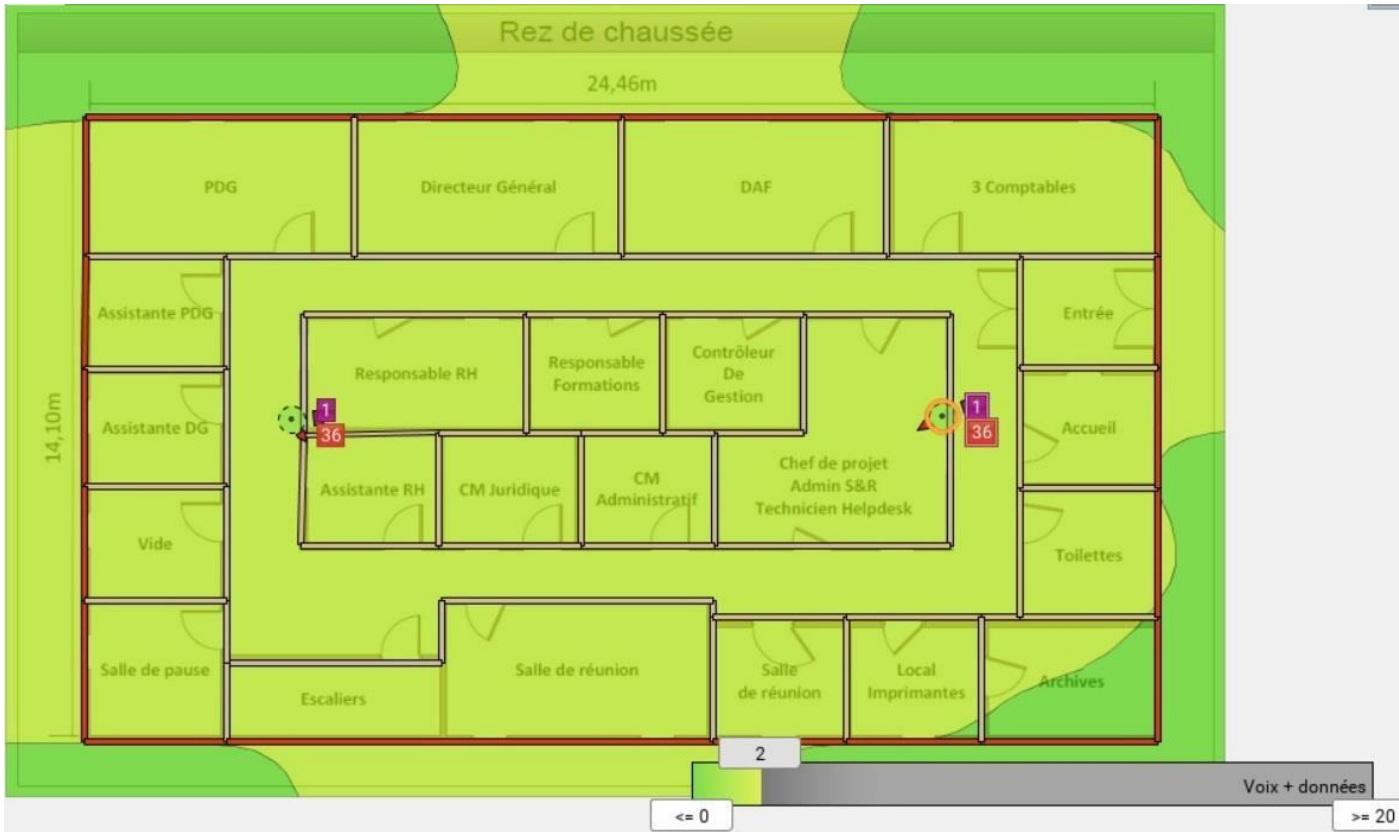 Rez de chaussée
24,46m
PDG
Directeur Général
DAF
3 Comptables
Assistante PDG
Entrée
Responsable RH
Responsable
Formations
Contrôleur
De
Gestion
14,10m
Assistante DG
1
36
1
36
Accueil
Assistante RH
CM Juridique
CM
Administratif
Chef de projet
Admin S&R
Technicien Helpdesk
Vide
Toilettes
Salle de pause
Escaliers
Salle de réunion
Salle
de réunion
Local
Imprimantes
Archives
2
Voix + données
<= 0
>= 20